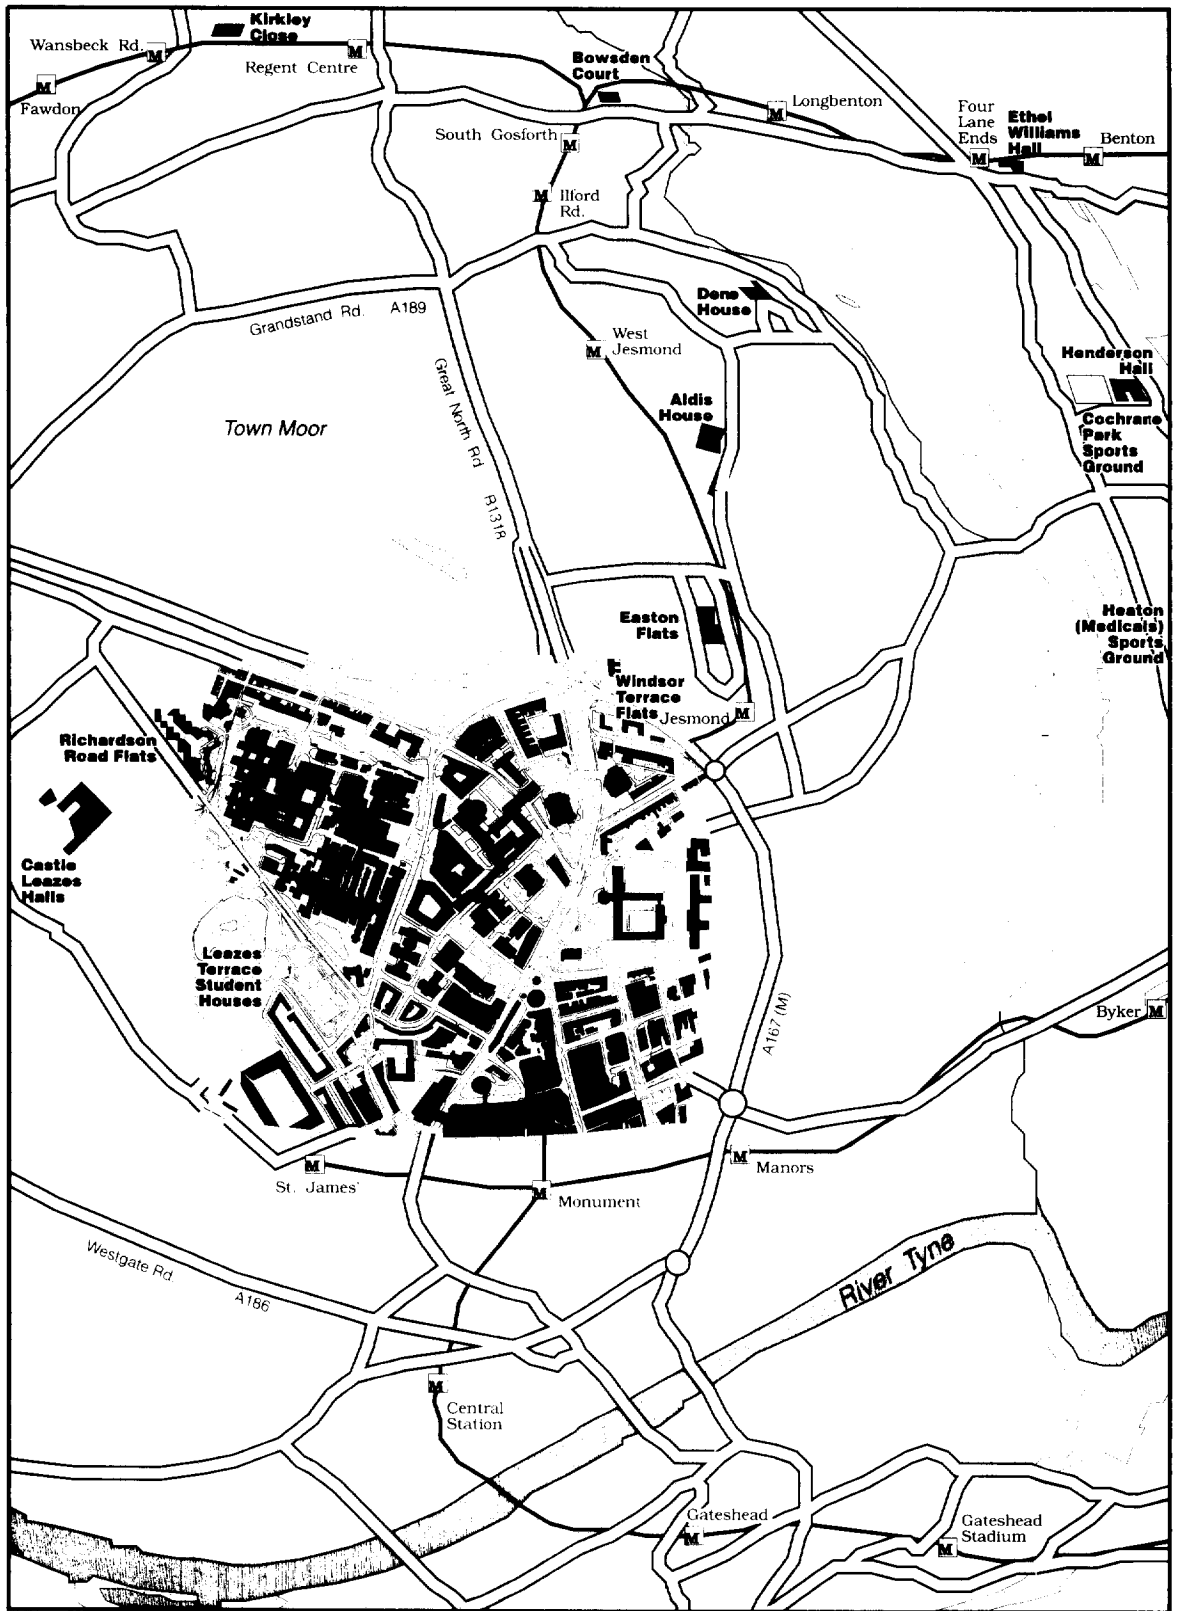 Kirkley
Close
Wansbeck Rd.
M
M
Regent Centre
M
Fawdon
Bowsden
Court
Longbenton
M
South Gosforth
M
Four
Lane
Ends
M
Ethel
Williams
Hall
Benton
M
M
Ilford
Rd.
Dene
House
Grandstand Rd. A189
West
Jesmond
M
Great North Rd B1318
Henderson
Hall
Aldis
House
Town Moor
Cochrane
Park
Sports
Ground
Easton
Flats
Heaton
(Medicals)
Sports
Ground
Windsor
Terrace
Flats
Jesmond
M
Richardson
Road Flats
Castle
Leazes
Halls
Leazes
Terrace
Student
Houses
A167 (M)
Byker
M
M
St. James'
M
Monument
M
Manors
Westgate Rd.
A186
River Tyne
M
Central
Station
Gateshead
M
Gateshead
Stadium
M